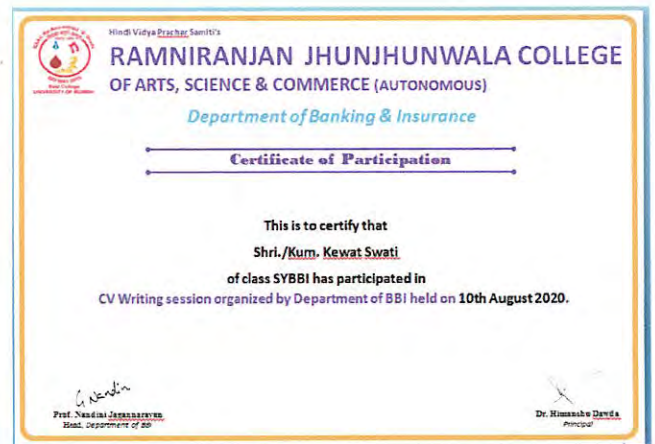 Hindi Vidya Prachar Samiti's
RAMNIRANJAN JHUNJHUNWALA COLLEGE
OF ARTS, SCIENCE & COMMERCE (AUTONOMOUS)
Department of Banking & Insurance
Certificate of Participation
This is to certify that
Shri./Kum. Kewat Swati
of class SYBBI has participated in
CV Writing session organized by Department of BBI held on 10th August 2020.
G Nandin
Prof. Nandini Jagannarayan
Head, Department of BBI
Dr. Himanshu Dawda
Principal